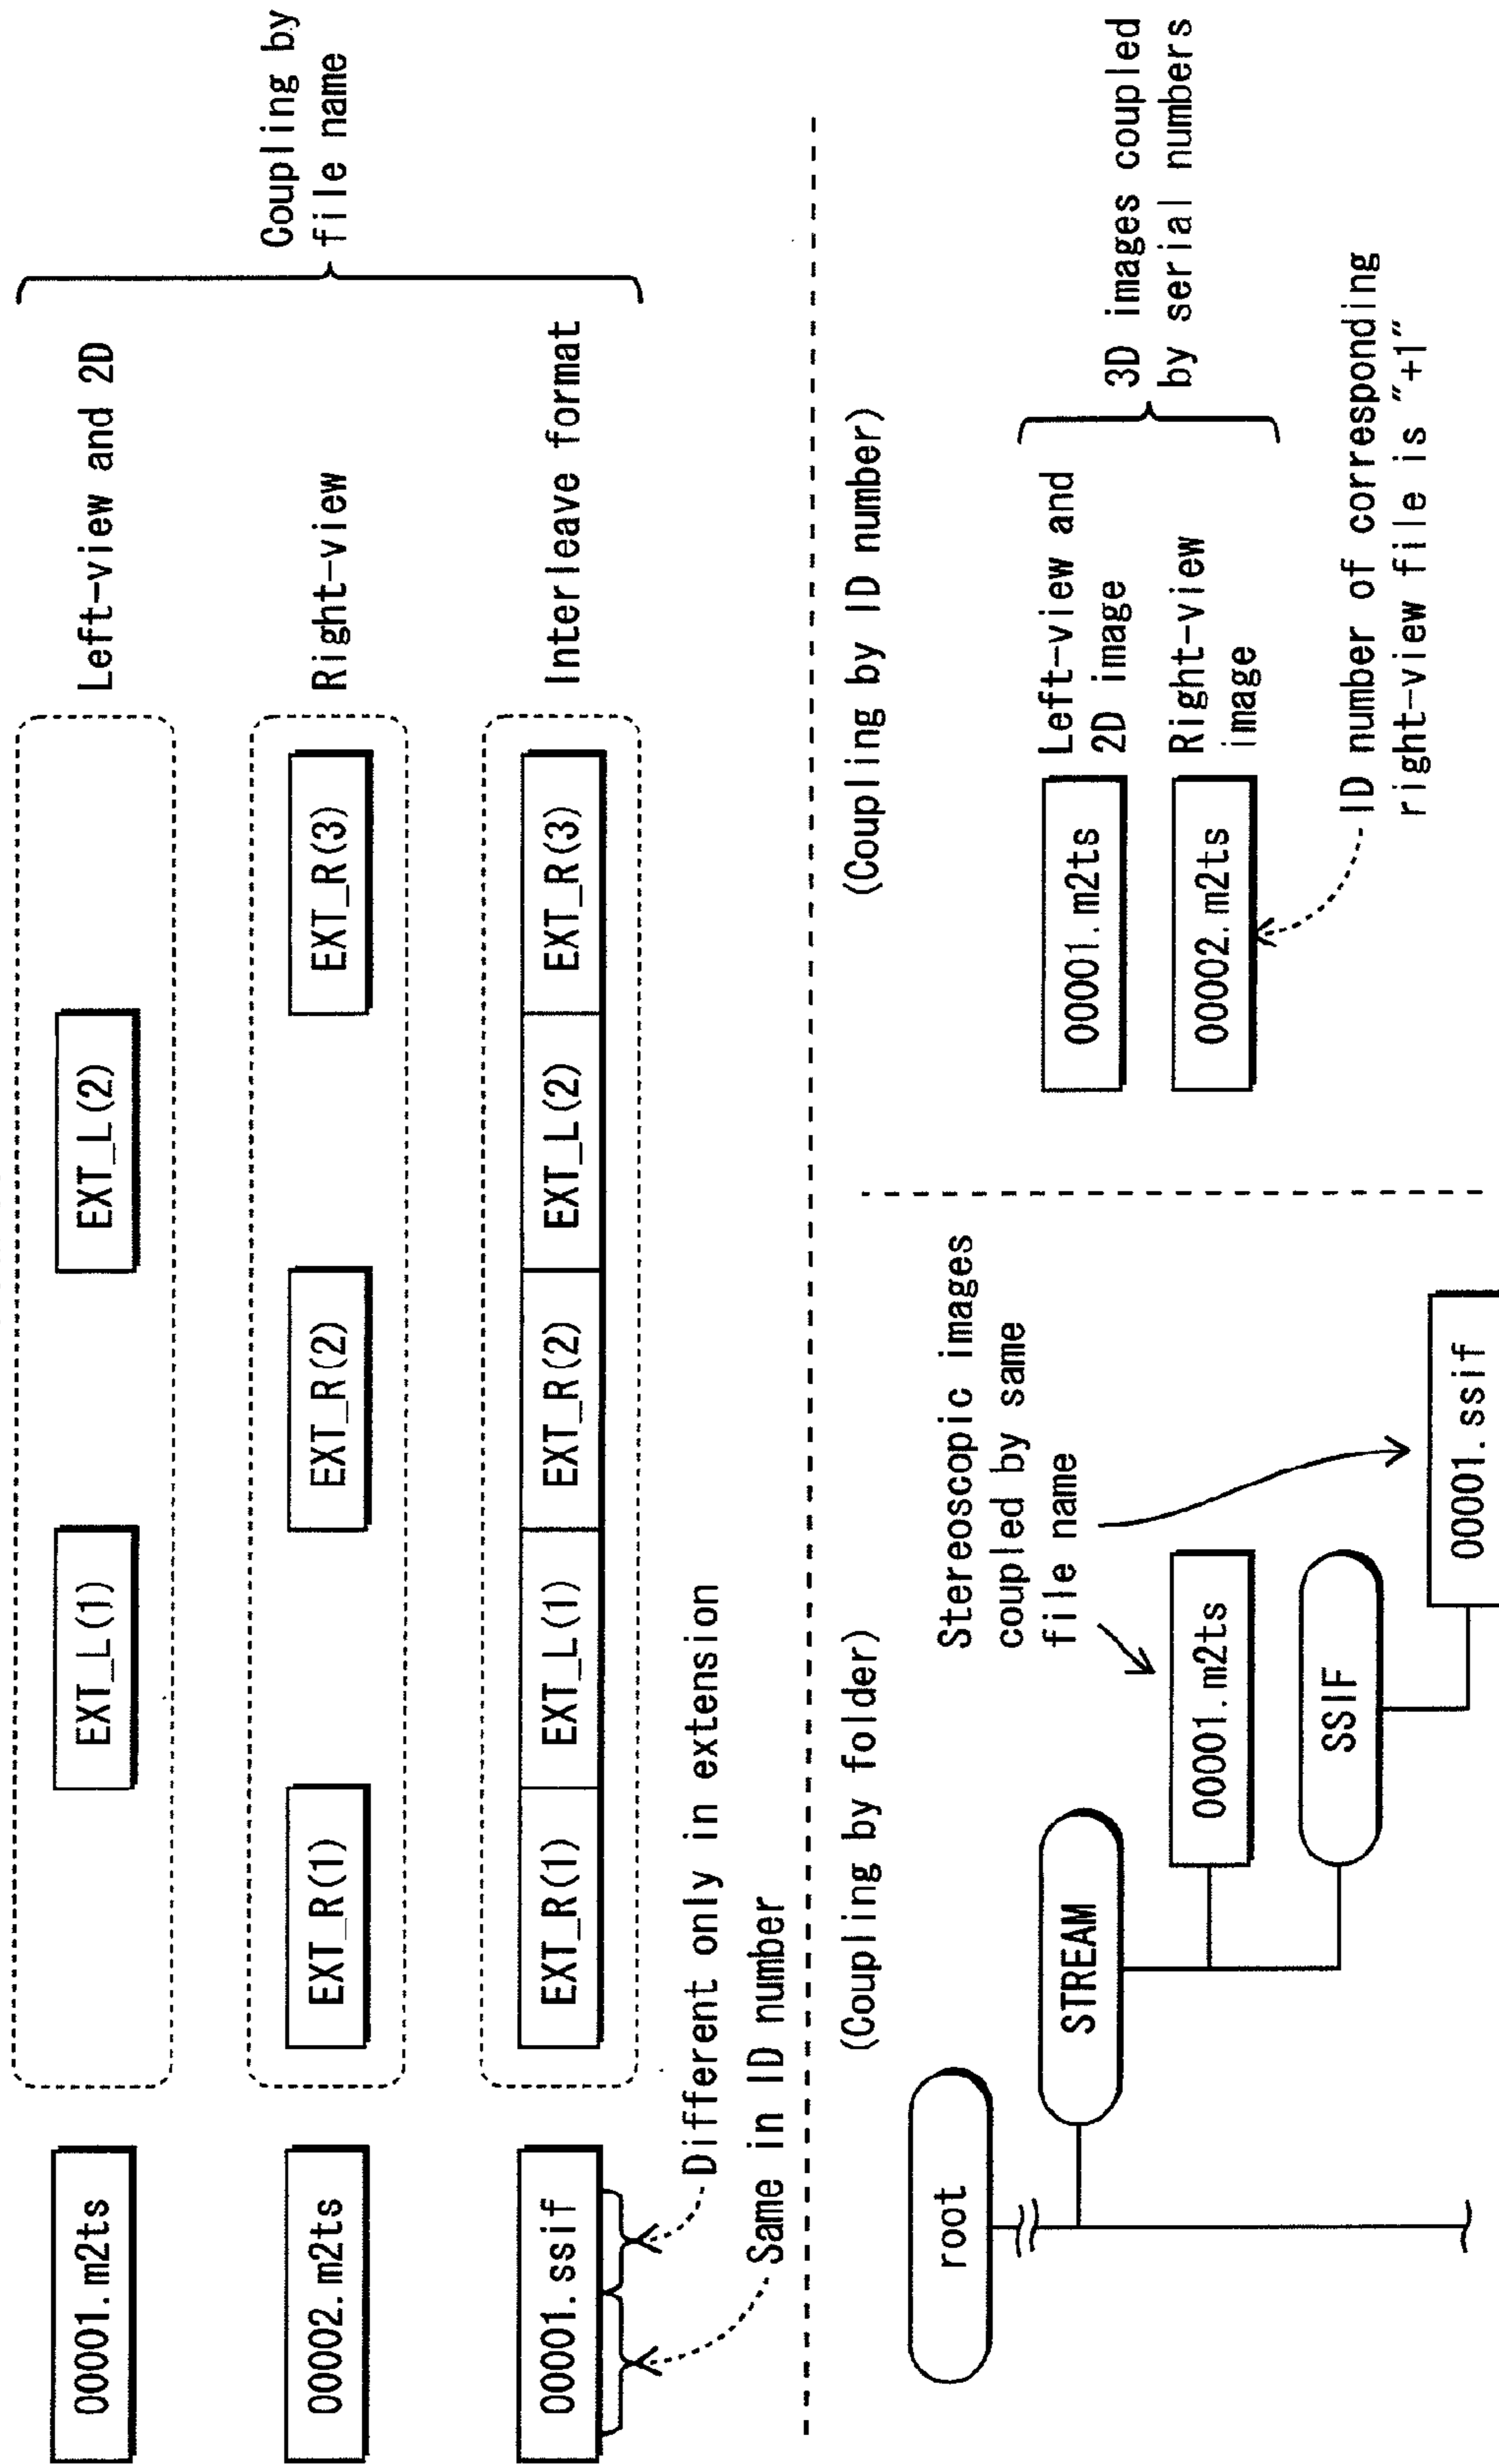 00001.m2ts
EXT_L(1)
EXT_L(2)
Left-view and 2D
00002.m2ts
EXT_R(1)
EXT_R(2)
EXT_R(3)
Right-view
00001.ssif
EXT_R(1)
EXT_L(1)
EXT_R(2)
EXT_L(2)
EXT_R(3)
Interleave format
Coupling by
file name
Different only in extension
Same in ID number
(Coupling by folder)
root
STREAM
00001.m2ts
SSIF
00001.ssif
Stereoscopic images
coupled by same
file name
(Coupling by ID number)
00001.m2ts
Left-view and
2D image
00002.m2ts
Right-view
image
3D images coupled
by serial numbers
ID number of corresponding
right-view file is "+1"